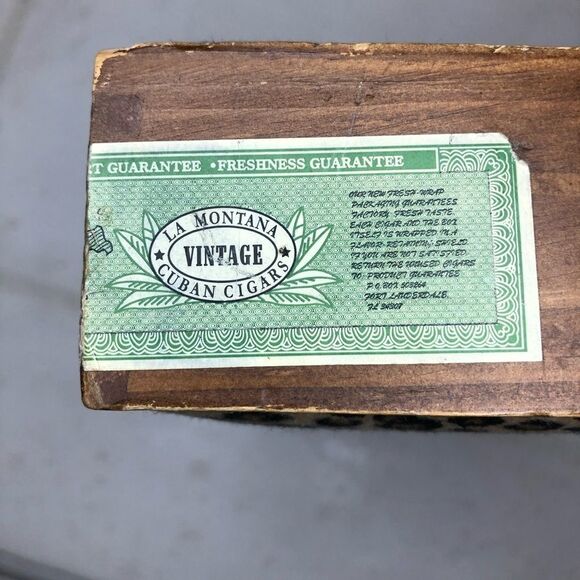 T GUARANTEE • FRESHNESS GUARANTEE
LA MONTANA
VINTAGE
CUBAN CIGARS
OUR NEW FRESH-WRAP
PACKAGING GUARANTEES
FACTORY FRESH TASTE
EACH CIGAR AND THE BOX
ITSELF IS WRAPPED IN A
FLAVOR-RETAINING SHIELD
IF YOU ARE NOT SATISFIED
RETURN THE UNUSED CIGARS
TO: PRODUCT GUARANTEE
P.O. BOX
FORT LAUDERDALE,
FL